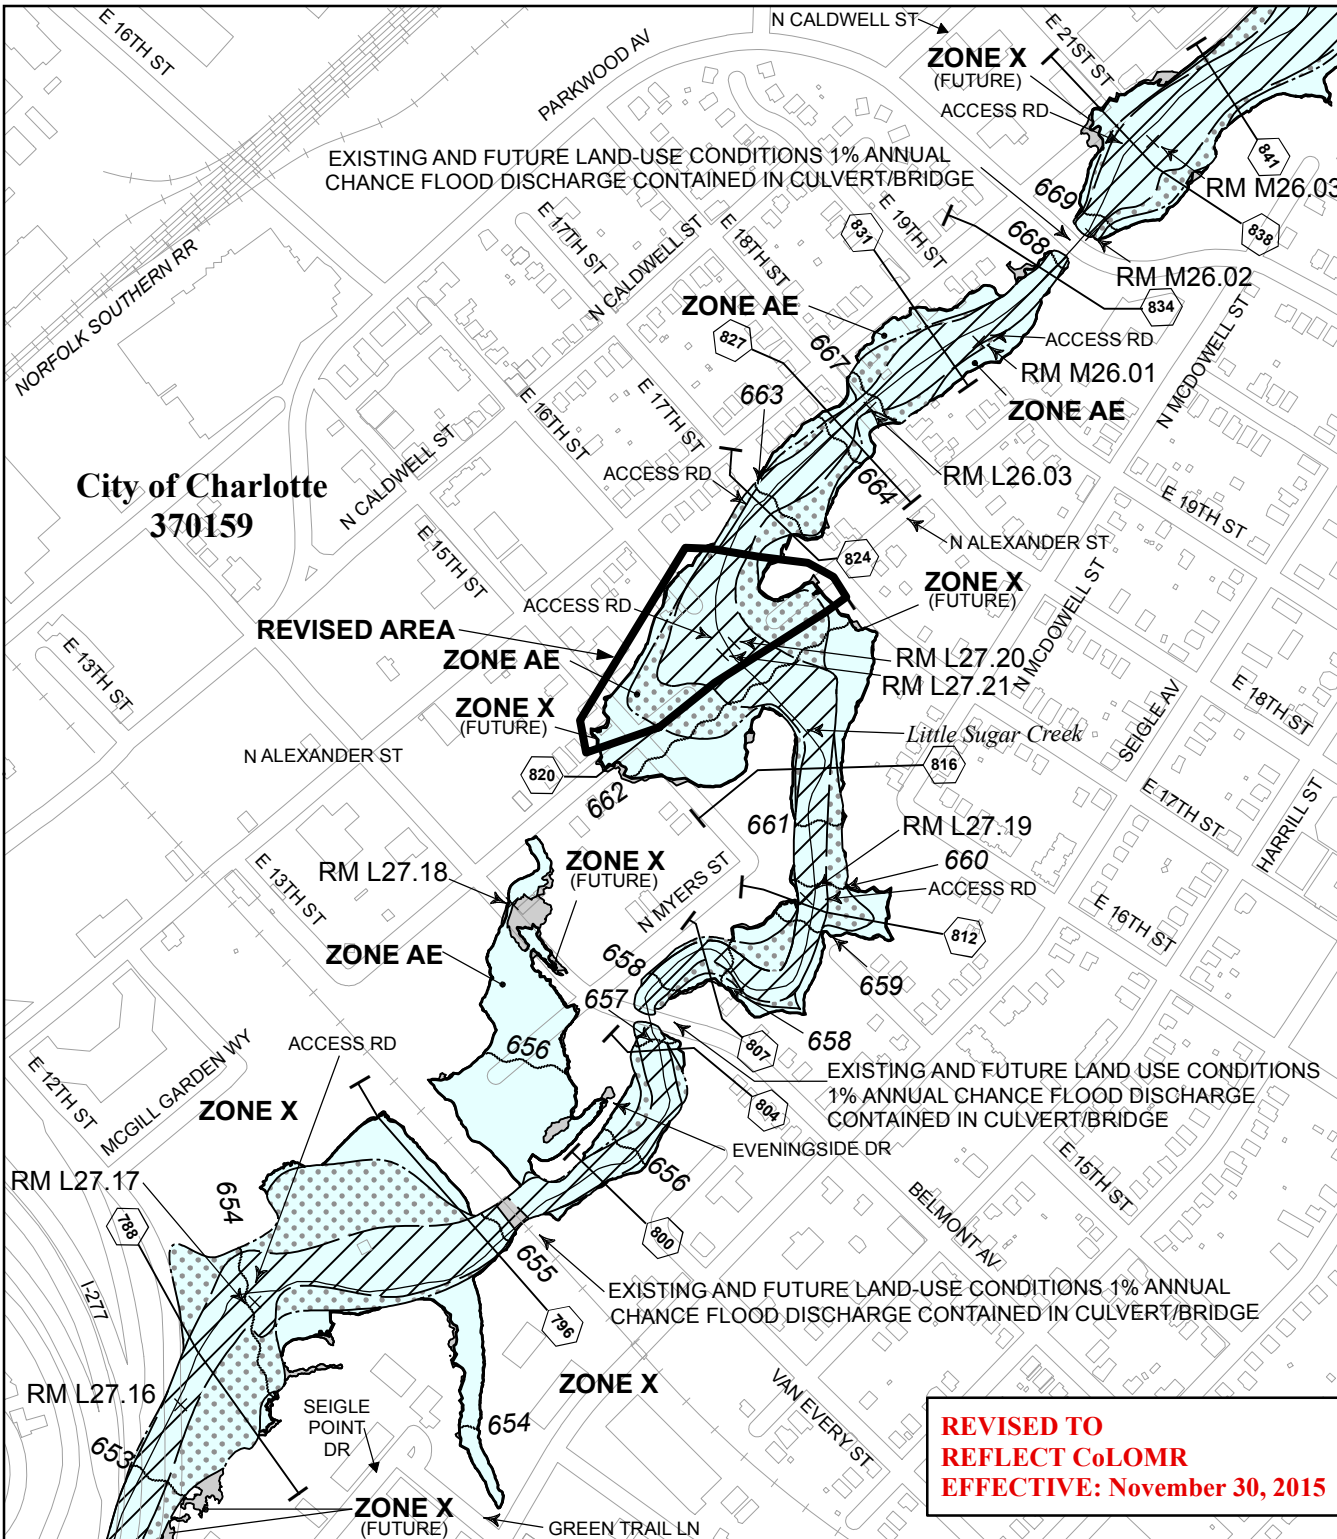 N CALDWELL ST
E 16TH ST
E 21ST ST
ZONE X
(FUTURE)
PARKWOOD AV
ACCESS RD
841
EXISTING AND FUTURE LAND-USE CONDITIONS 1% ANNUAL
CHANCE FLOOD DISCHARGE CONTAINED IN CULVERT/BRIDGE
669
RM M26.03
838
E 17TH ST
N CALDWELL ST
E 18TH ST
831
E 19TH ST
668
RM M26.02
NORFOLK SOUTHERN RR
ZONE AE
834
827
667
ACCESS RD
RM M26.01
N MCDOWELL ST
663
ZONE AE
E 16TH ST
E 17TH ST
N CALDWELL ST
ACCESS RD
664
RM L26.03
City of Charlotte
370159
E 19TH ST
E 15TH ST
N ALEXANDER ST
824
ZONE X
(FUTURE)
N MCDOWELL ST
ACCESS RD
REVISED AREA
ZONE AE
RM L27.20
RM L27.21
E 13TH ST
ZONE X
(FUTURE)
SEIGLE AV
E 18TH ST
Little Sugar Creek
N ALEXANDER ST
820
816
662
E 17TH ST
HARRILL ST
661
RM L27.19
RM L27.18
ZONE X
(FUTURE)
E 13TH ST
N MYERS ST
660
ACCESS RD
E 16TH ST
812
ZONE AE
658
659
657
656
807
658
ACCESS RD
E 12TH ST
MCGILL GARDEN WY
EXISTING AND FUTURE LAND USE CONDITIONS
1% ANNUAL CHANCE FLOOD DISCHARGE
CONTAINED IN CULVERT/BRIDGE
804
ZONE X
EVENINGSIDE DR
656
E 15TH ST
RM L27.17
654
788
800
BELMONT AV
655
I-277
EXISTING AND FUTURE LAND-USE CONDITIONS 1% ANNUAL
CHANCE FLOOD DISCHARGE CONTAINED IN CULVERT/BRIDGE
796
ZONE X
RM L27.16
SEIGLE
POINT
DR
654
VAN EVERY ST
653
ZONE X
(FUTURE)
GREEN TRAIL LN
REVISED TO
REFLECT CoLOMR
EFFECTIVE: November 30, 2015